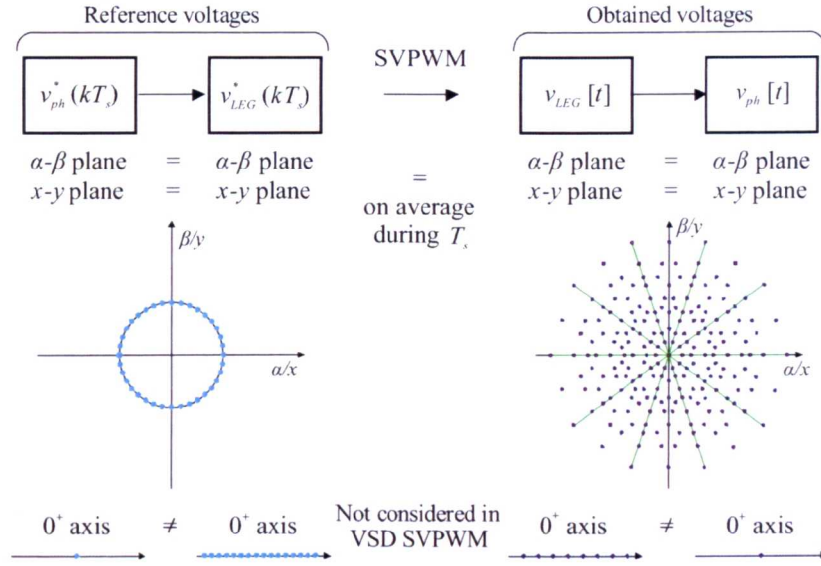 Reference voltages
Obtained voltages
SVPWM
v*ph (kTs)
v*LEG (kTs)
vLEG [t]
vph [t]
α-β plane = α-β plane
x-y plane = x-y plane
=
on average
during Ts
α-β plane = α-β plane
x-y plane = x-y plane
β/y
α/x
β/y
α/x
0+ axis ≠ 0+ axis
Not considered in
VSD SVPWM
0+ axis ≠ 0+ axis